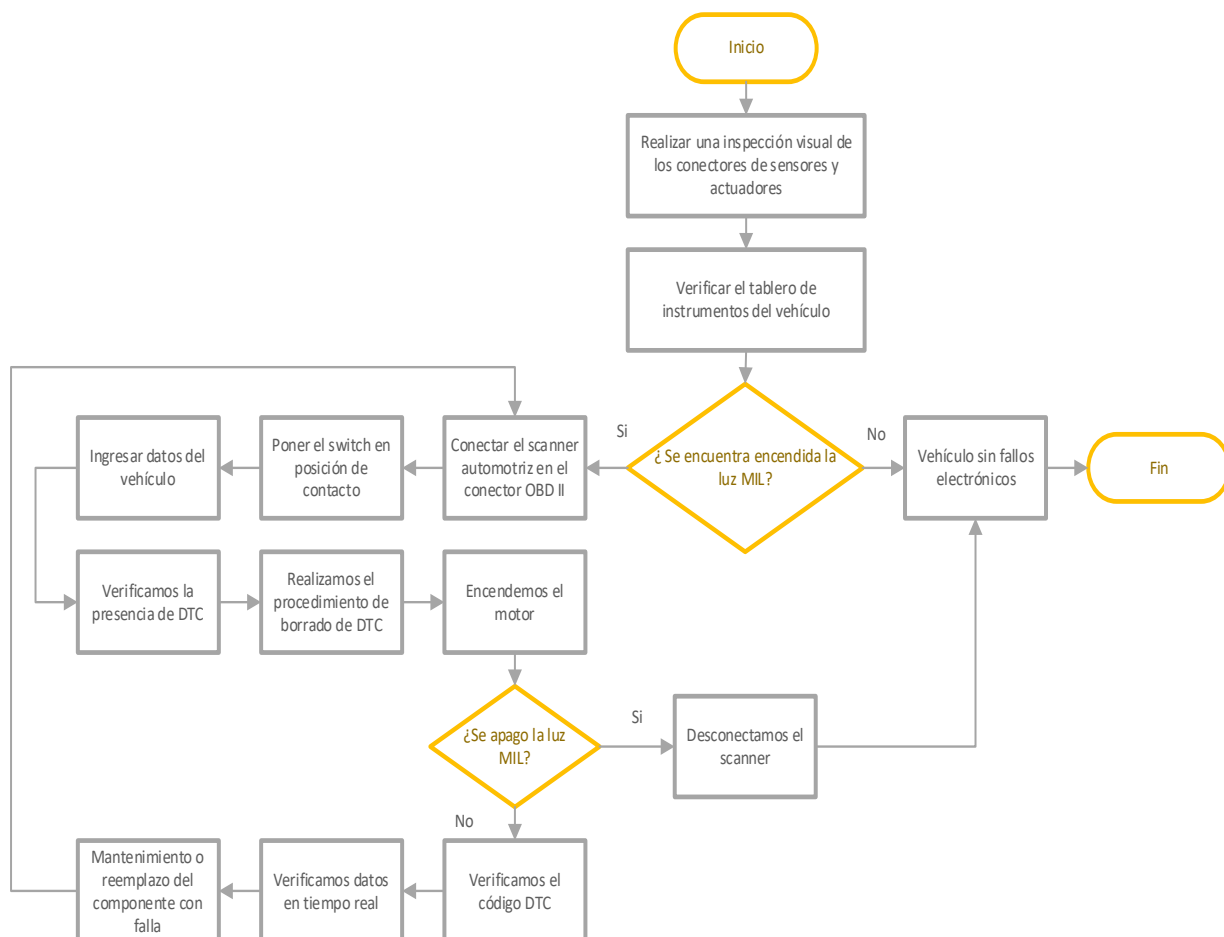 Inicio
Realizar una inspección visual de
los conectores de sensores y
actuadores
Verificar el tablero de
instrumentos del vehículo
¿ Se encuentra encendida la
luz MIL?
Si
No
Conectar el scanner
automotriz en el
conector OBD II
Poner el switch en
posición de
contacto
Ingresar datos del
vehículo
Vehículo sin fallos
electrónicos
Fin
Verificamos la
presencia de DTC
Realizamos el
procedimiento de
borrado de DTC
Encendemos el
motor
¿Se apago la luz
MIL?
Si
Desconectamos el
scanner
No
Verificamos el
código DTC
Verificamos datos
en tiempo real
Mantenimiento o
reemplazo del
componente con
falla